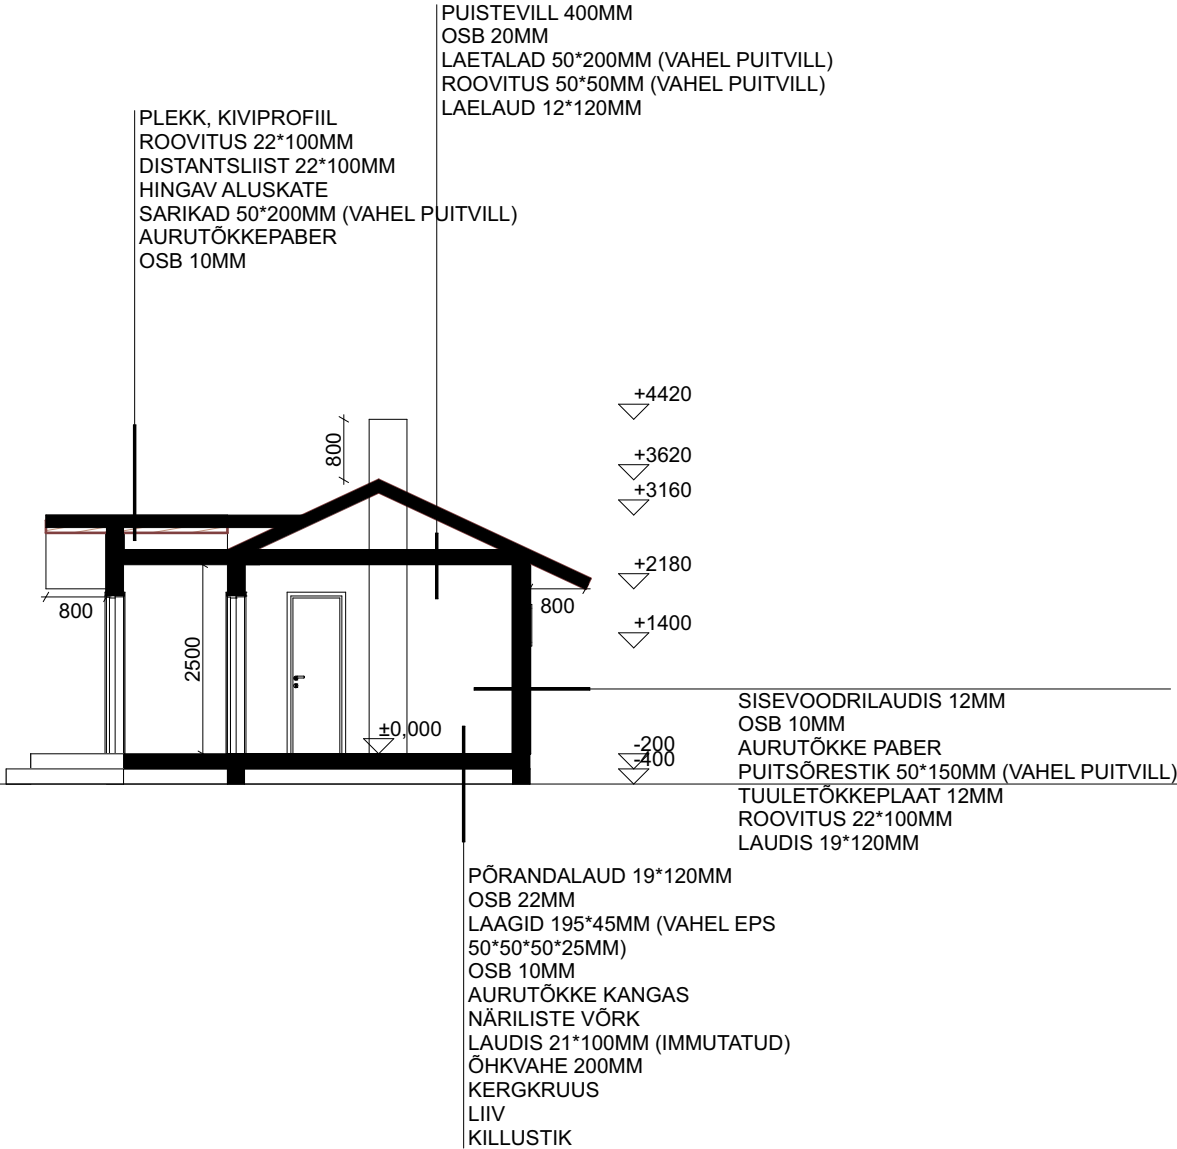 PUISTEVILL 400MM
OSB 20MM
LAETALAD 50*200MM (VAHEL PUITVILL)
ROOVITUS 50*50MM (VAHEL PUITVILL)
LAELAUD 12*120MM
PLEKK, KIVIPROFIIL
ROOVITUS 22*100MM
DISTANTSLIIST 22*100MM
HINGAV ALUSKATE
SARIKAD 50*200MM (VAHEL PUITVILL)
AURUTÕKKEPABER
OSB 10MM
+4420
800
+3620
+3160
+2180
800
800
+1400
2500
±0,000
-200
-400
SISEVOODRILAUDIS 12MM
OSB 10MM
AURUTÕKKE PABER
PUITSÕRESTIK 50*150MM (VAHEL PUITVILL)
TUULETÕKKEPLAAT 12MM
ROOVITUS 22*100MM
LAUDIS 19*120MM
PÕRANDALAUD 19*120MM
OSB 22MM
LAAGID 195*45MM (VAHEL EPS
50*50*50*25MM)
OSB 10MM
AURUTÕKKE KANGAS
NÄRILISTE VÕRK
LAUDIS 21*100MM (IMMUTATUD)
ÕHKVAHE 200MM
KERGKRUUS
LIIV
KILLUSTIK